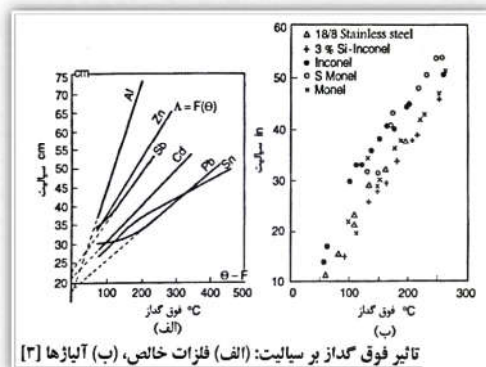 cm
75
70
65
60
55
50
45
40
35
30
25
20
سیالیت cm
Al
Zn
Λ = F(Θ)
Sb
Cd
Pb
Sn
Θ – F
100 200 300 400 500
فوق گداز °C
(الف)
△ 18/8 Stainless steel
+ 3 % Si-Inconel
● Inconel
○ S Monel
× Monel
60
50
40
30
20
10
سیالیت in
0 100 200 300
فوق گداز °C
(ب)
تاثیر فوق گداز بر سیالیت: (الف) فلزات خالص، (ب) آلیاژها [۳]